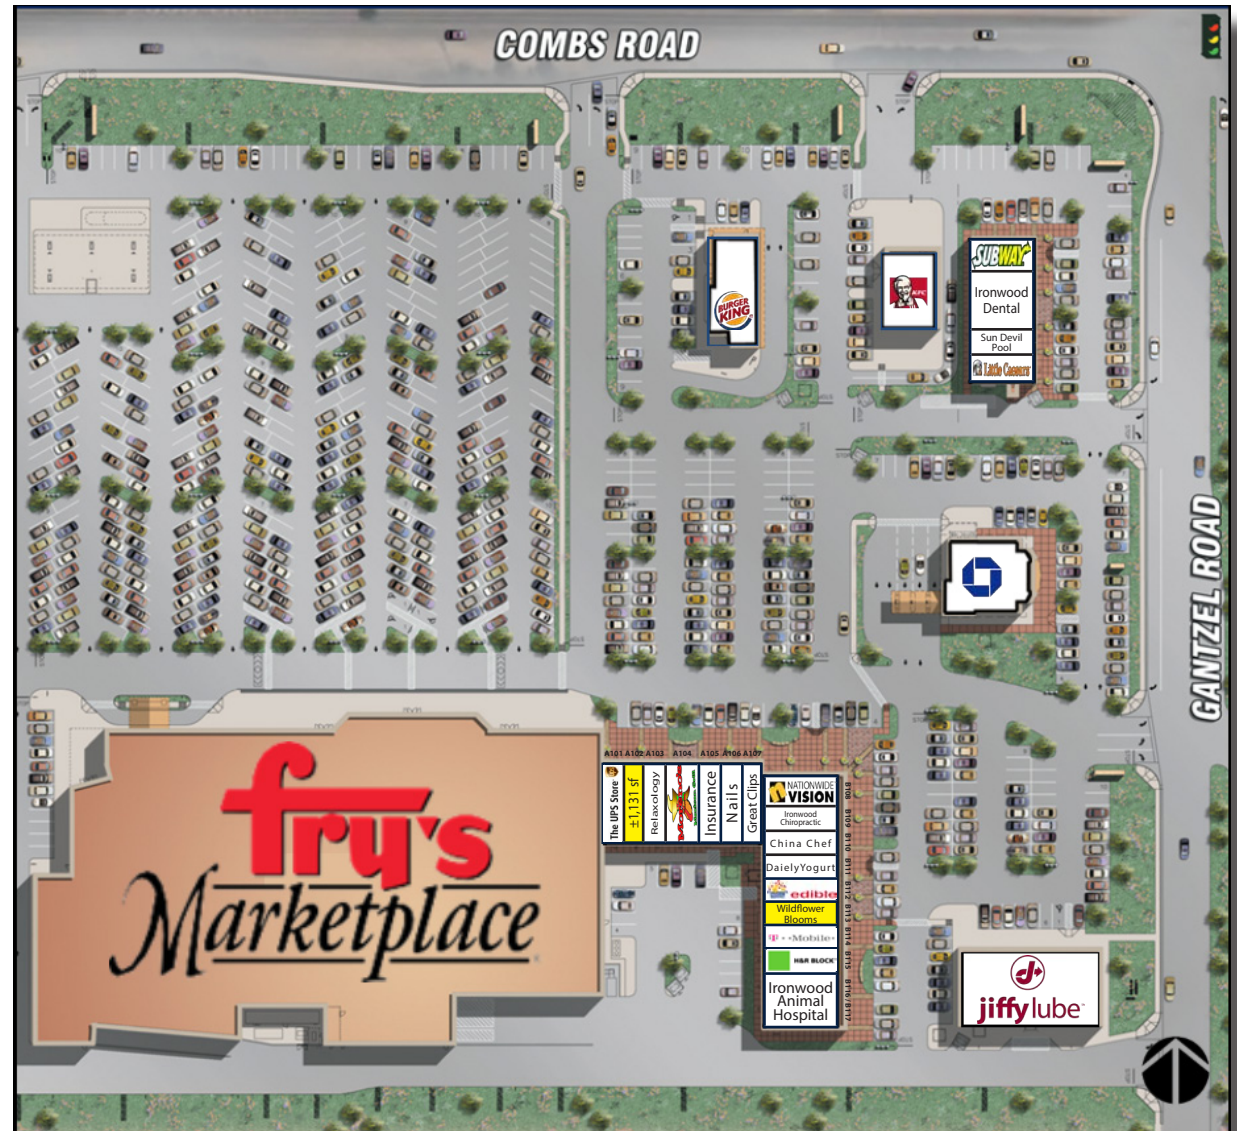 COMBS ROAD
GANTZEL ROAD
SUBWAY
Ironwood
Dental
Sun Devil
Pool
Little Caesars
KFC
BURGER
KING
fry's
Marketplace
A101 A102 A103 A104 A105 A106 A107
The UPS Store
±1,131 sf
Relaxology
Insurance
Nails
Great Clips
NATIONWIDE
VISION
Ironwood
Chiropractic
China Chef
DaielyYogurt
edible
Wildflower
Blooms
T··Mobile·
H&R BLOCK
Ironwood
Animal
Hospital
B108
B109
B110
B111
B112
B113
B114
B115
B116 / B117
jiffy lube
STOP